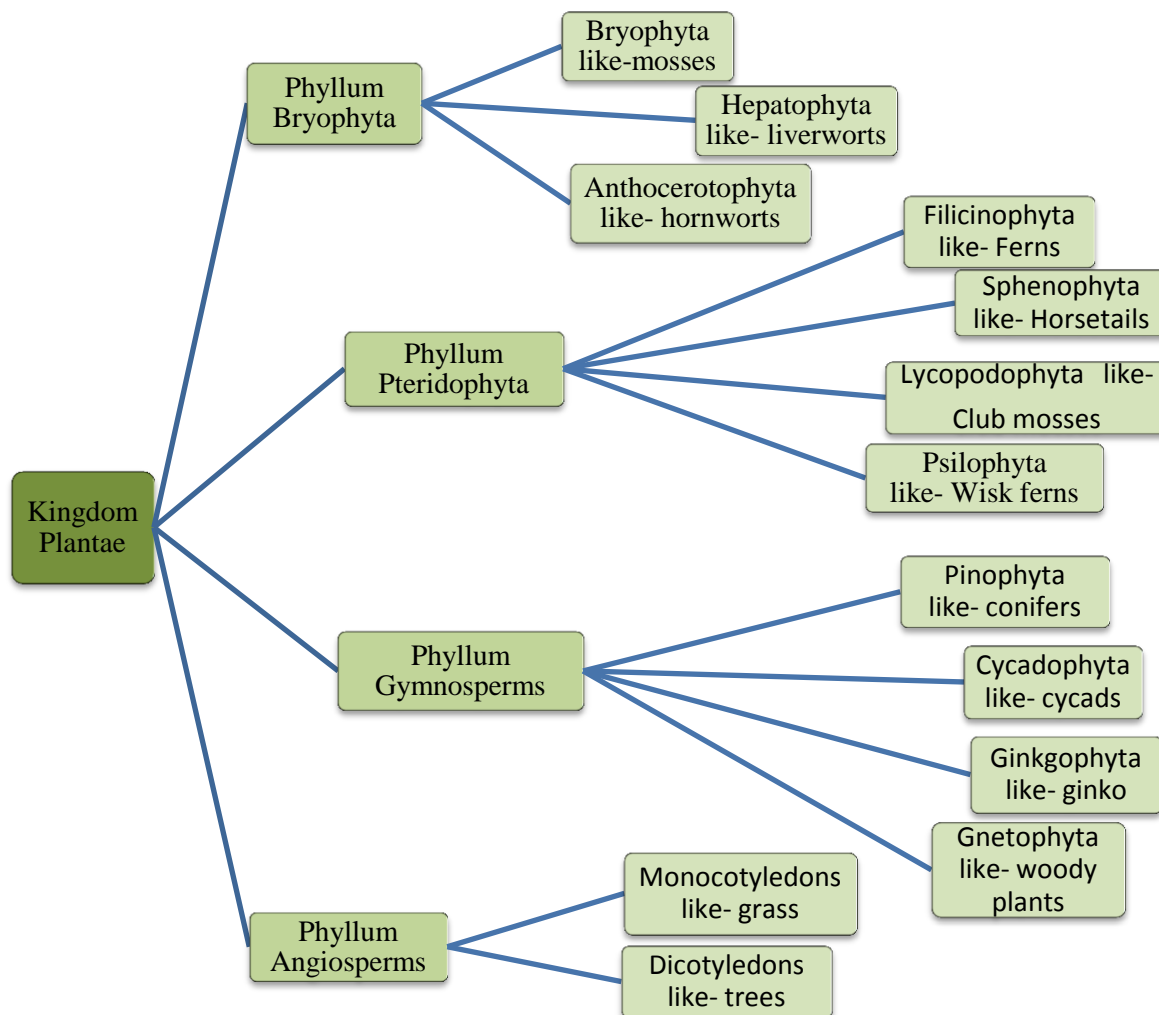 Kingdom
Plantae
Phyllum
Bryophyta
Bryophyta
like-mosses
Hepatophyta
like- liverworts
Anthocerotophyta
like- hornworts
Phyllum
Pteridophyta
Filicinophyta
like- Ferns
Sphenophyta
like- Horsetails
Lycopodophyta like-
Club mosses
Psilophyta
like- Wisk ferns
Phyllum
Gymnosperms
Pinophyta
like- conifers
Cycadophyta
like- cycads
Ginkgophyta
like- ginko
Gnetophyta
like- woody
plants
Phyllum
Angiosperms
Monocotyledons
like- grass
Dicotyledons
like- trees